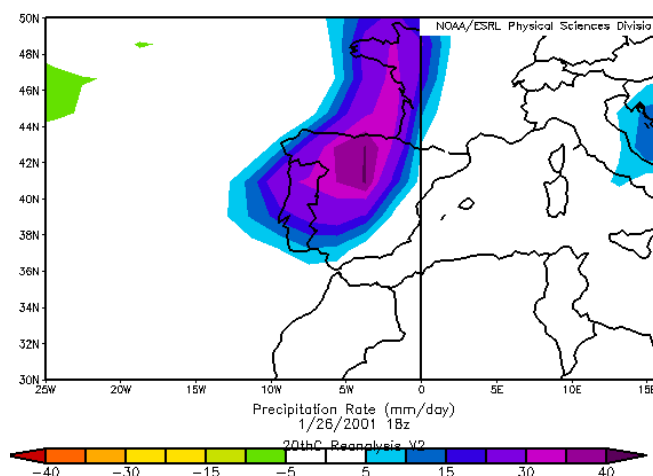 NOAA/ESRL Physical Sciences Divisio
50N
48N
46N
44N
42N
40N
38N
36N
34N
32N
30N
25W 20W 15W 10W 5W 0 5E 10E 15E
Precipitation Rate (mm/day)
1/26/2001 18z
20thC Reanalysis V2
-40 -30 -15 -5 5 10 20 30 40